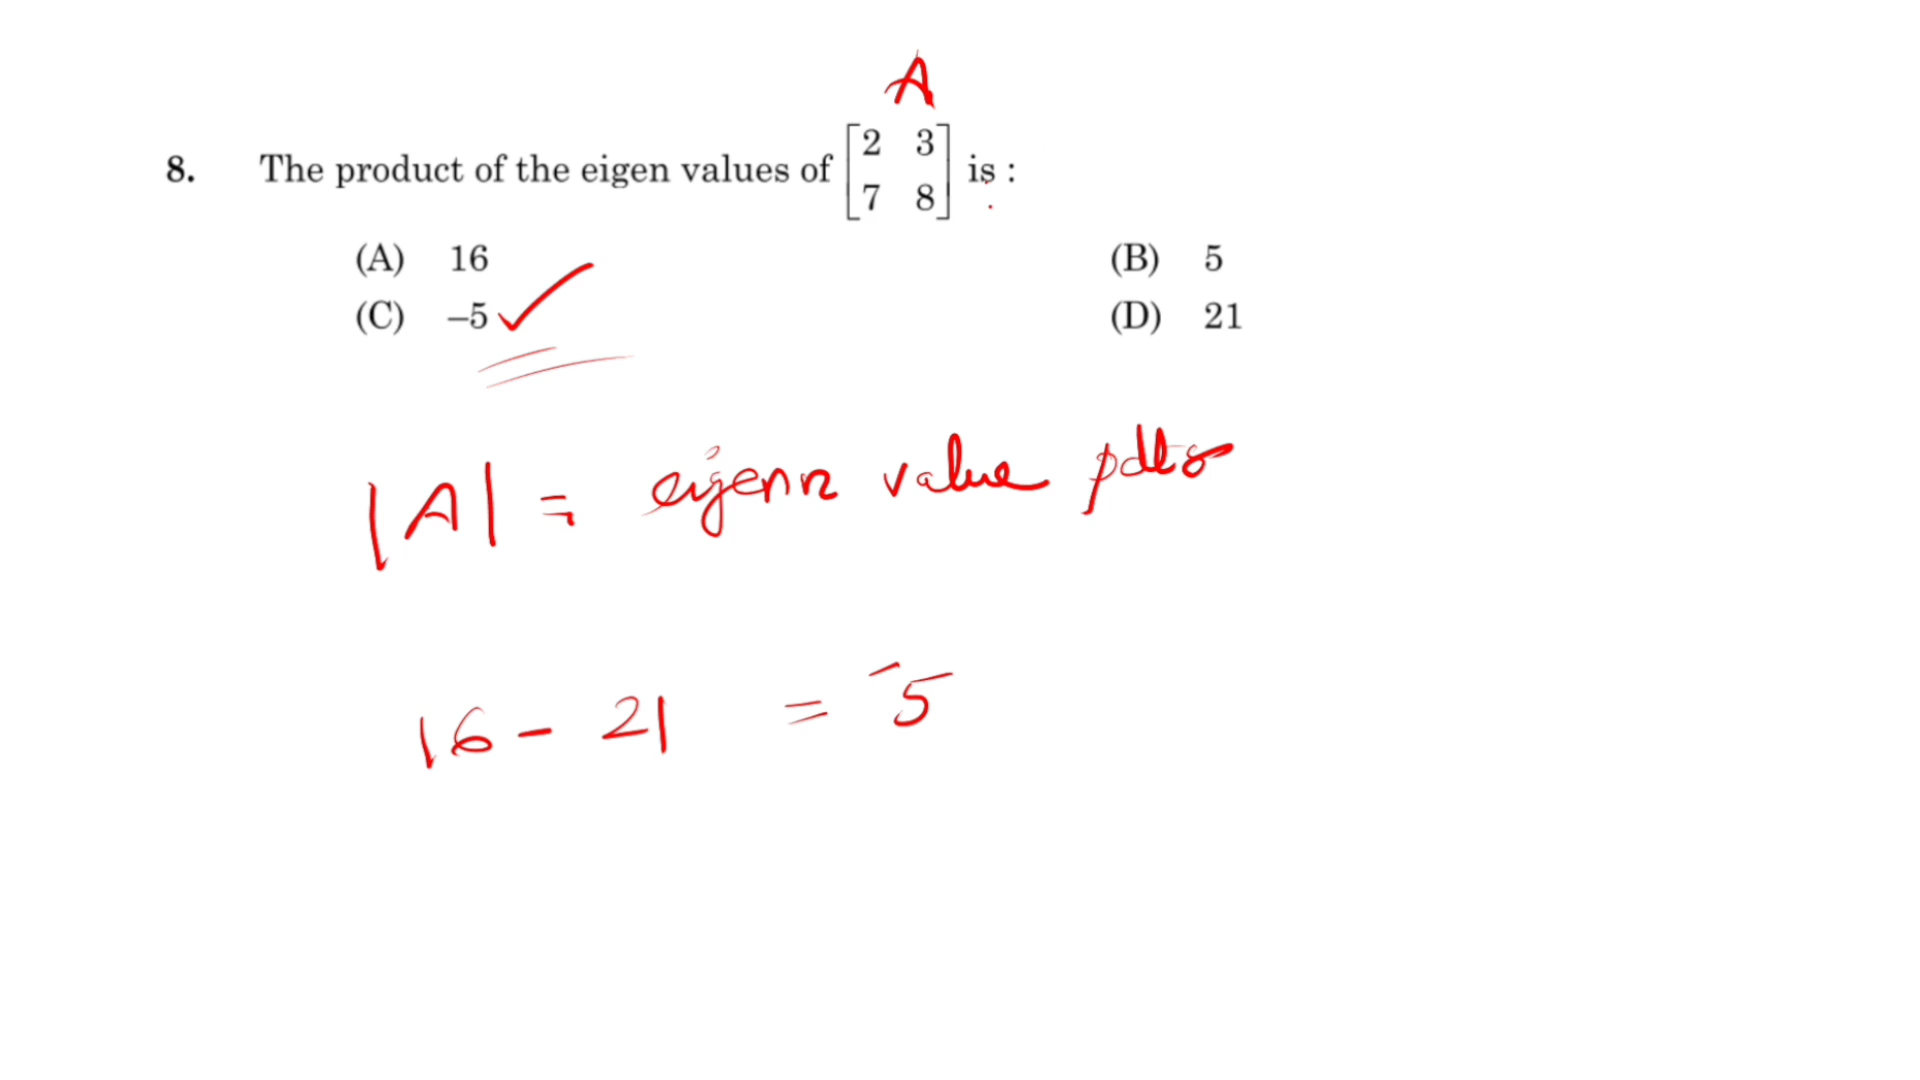 A
8. The product of the eigen values of [2 3
7 8] is :
(A) 16 (B) 5
(C) –5 (D) 21
|A| = eigenn value
16 - 21 = -5